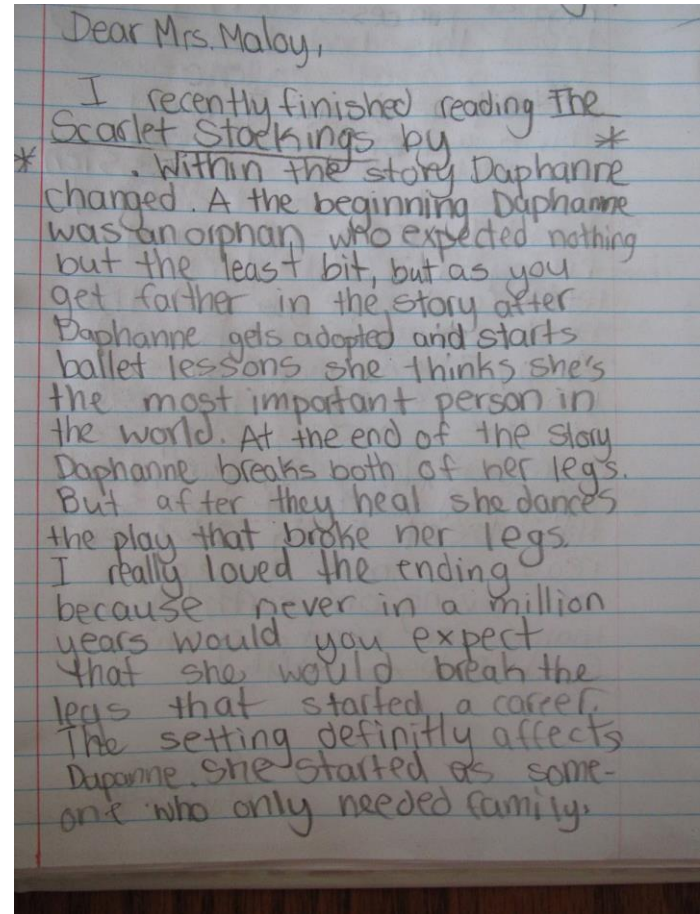 Dear Mrs. Maloy,
I recently finished reading The
Scarlet Stockings by *
* . Within the story Daphanne
changed. A the beginning Daphanne
was an orphan who expected nothing
but the least bit, but as you
get farther in the story after
Daphanne gets adopted and starts
ballet lessons she thinks she's
the most important person in
the world. At the end of the story
Daphanne breaks both of her legs.
But after they heal she dances
the play that broke her legs.
I really loved the ending
because never in a million
years would you expect
that she would break the
legs that started a career.
The setting definitly affects
Dapanne. She started as some-
one who only needed family.